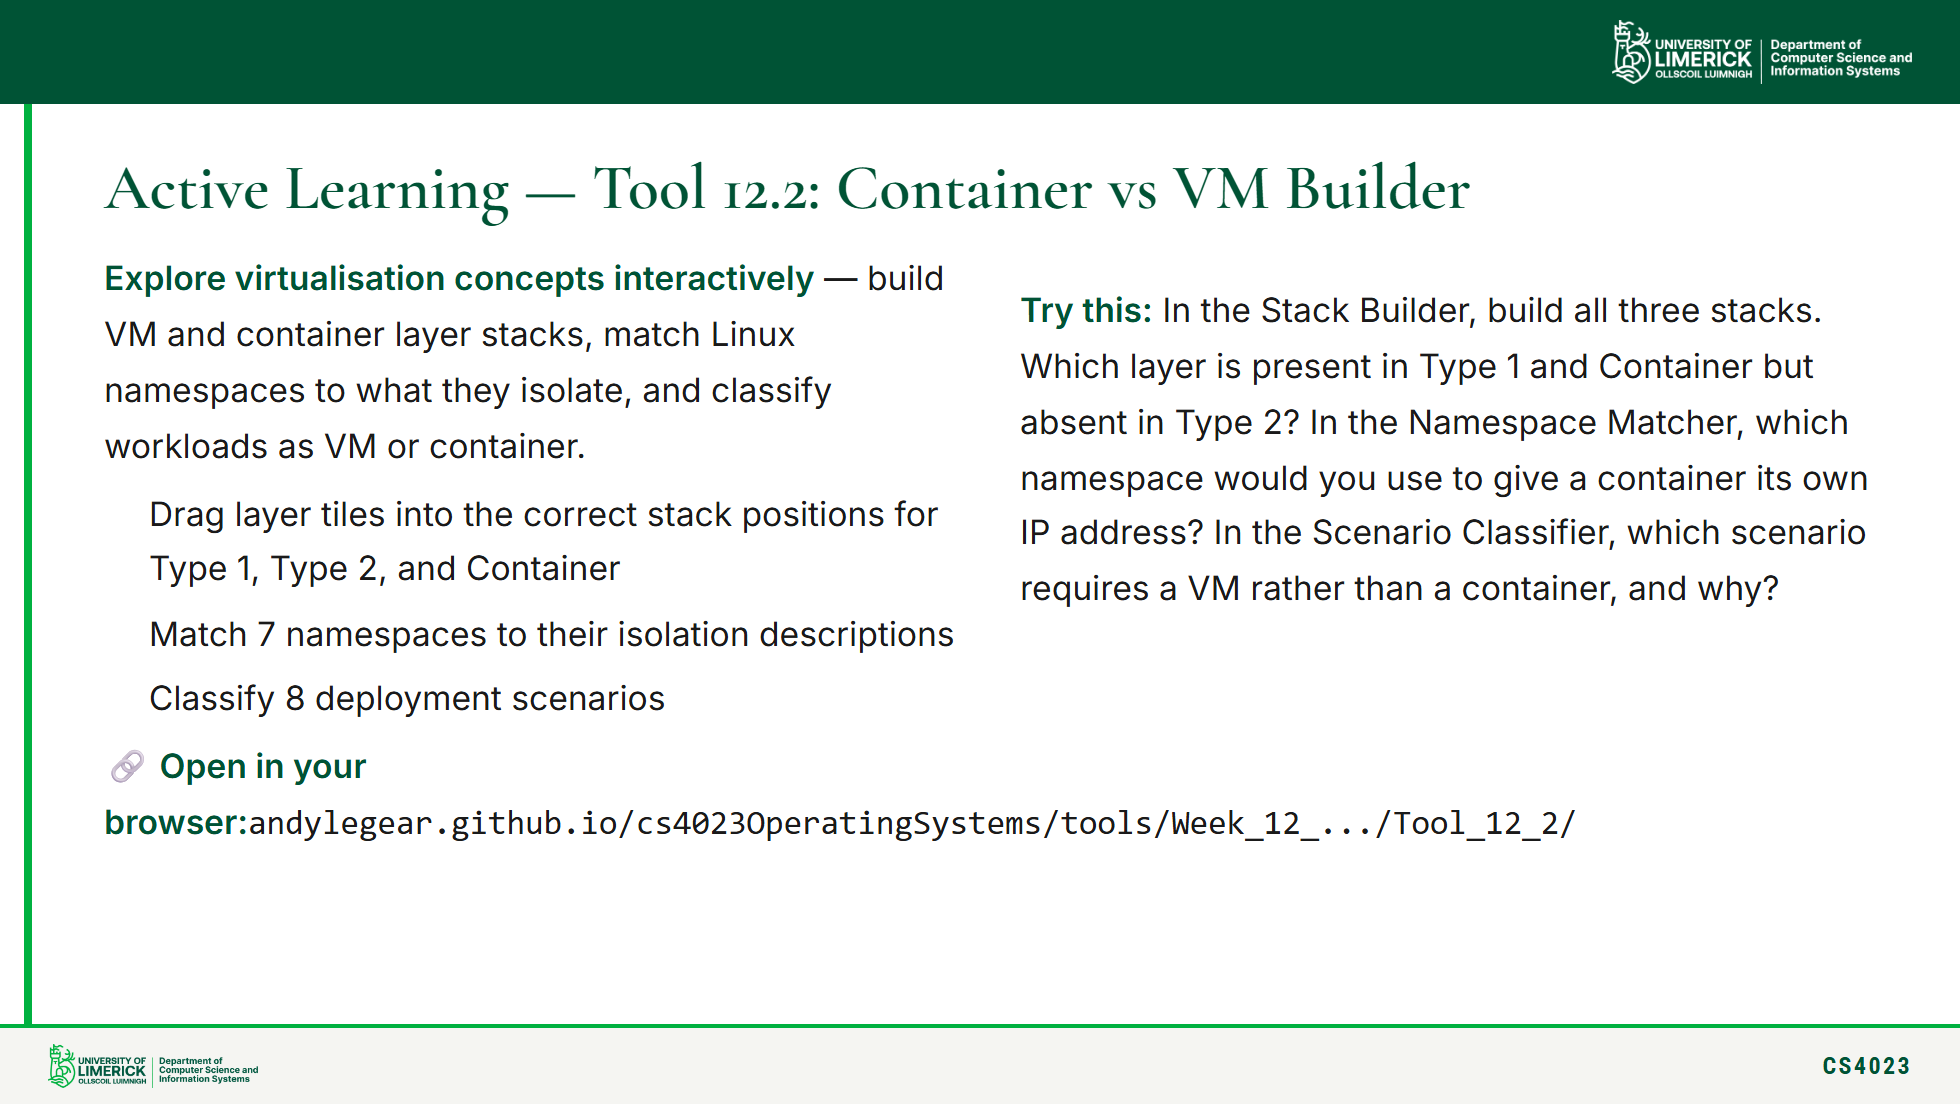 UNIVERSITY OF
LIMERICK
OLLSCOIL LUIMNIGH
Department of
Computer Science and
Information Systems
Active Learning — Tool 12.2: Container vs VM Builder
Explore virtualisation concepts interactively — build
VM and container layer stacks, match Linux
namespaces to what they isolate, and classify
workloads as VM or container.
Drag layer tiles into the correct stack positions for
Type 1, Type 2, and Container
Match 7 namespaces to their isolation descriptions
Classify 8 deployment scenarios
🔗 Open in your
browser:andylegear.github.io/cs4023OperatingSystems/tools/Week_12_.../Tool_12_2/
Try this: In the Stack Builder, build all three stacks.
Which layer is present in Type 1 and Container but
absent in Type 2? In the Namespace Matcher, which
namespace would you use to give a container its own
IP address? In the Scenario Classifier, which scenario
requires a VM rather than a container, and why?
UNIVERSITY OF
LIMERICK
OLLSCOIL LUIMNIGH
Department of
Computer Science and
Information Systems
CS4023